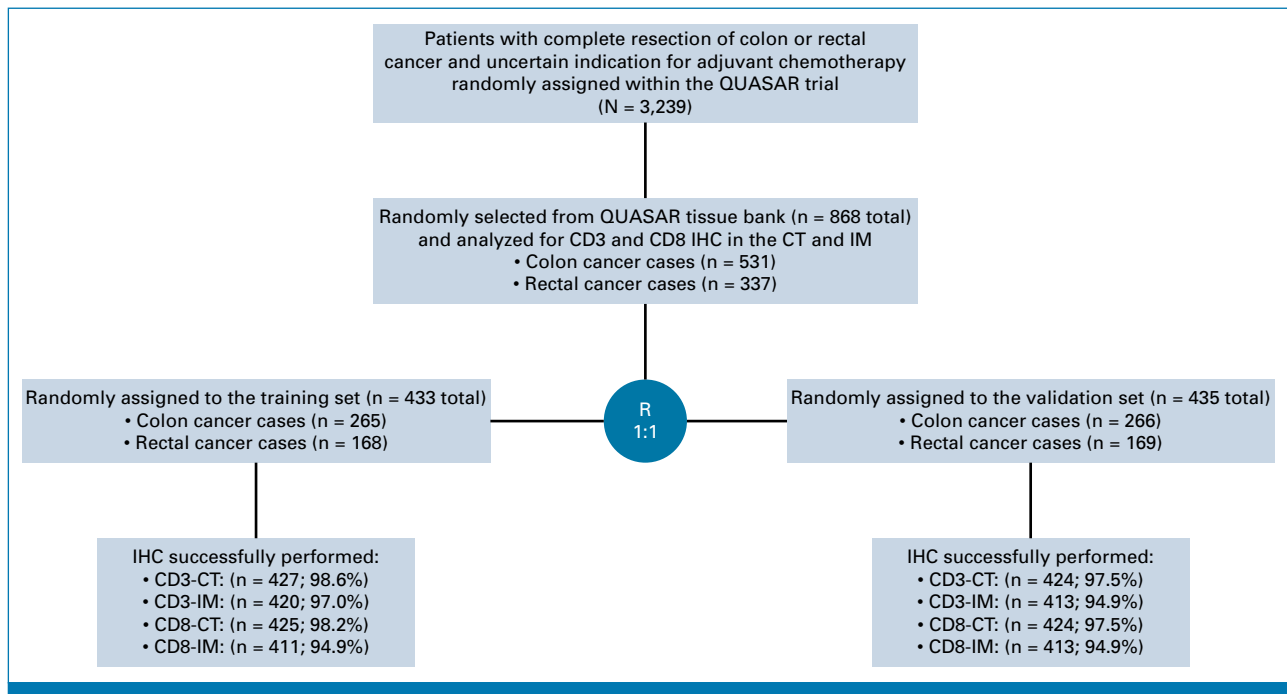 Patients with complete resection of colon or rectal
cancer and uncertain indication for adjuvant chemotherapy
randomly assigned within the QUASAR trial
(N = 3,239)
Randomly selected from QUASAR tissue bank (n = 868 total)
and analyzed for CD3 and CD8 IHC in the CT and IM
• Colon cancer cases (n = 531)
• Rectal cancer cases (n = 337)
Randomly assigned to the training set (n = 433 total)
• Colon cancer cases (n = 265)
• Rectal cancer cases (n = 168)
R
1:1
Randomly assigned to the validation set (n = 435 total)
• Colon cancer cases (n = 266)
• Rectal cancer cases (n = 169)
IHC successfully performed:
• CD3-CT: (n = 427; 98.6%)
• CD3-IM: (n = 420; 97.0%)
• CD8-CT: (n = 425; 98.2%)
• CD8-IM: (n = 411; 94.9%)
IHC successfully performed:
• CD3-CT: (n = 424; 97.5%)
• CD3-IM: (n = 413; 94.9%)
• CD8-CT: (n = 424; 97.5%)
• CD8-IM: (n = 413; 94.9%)